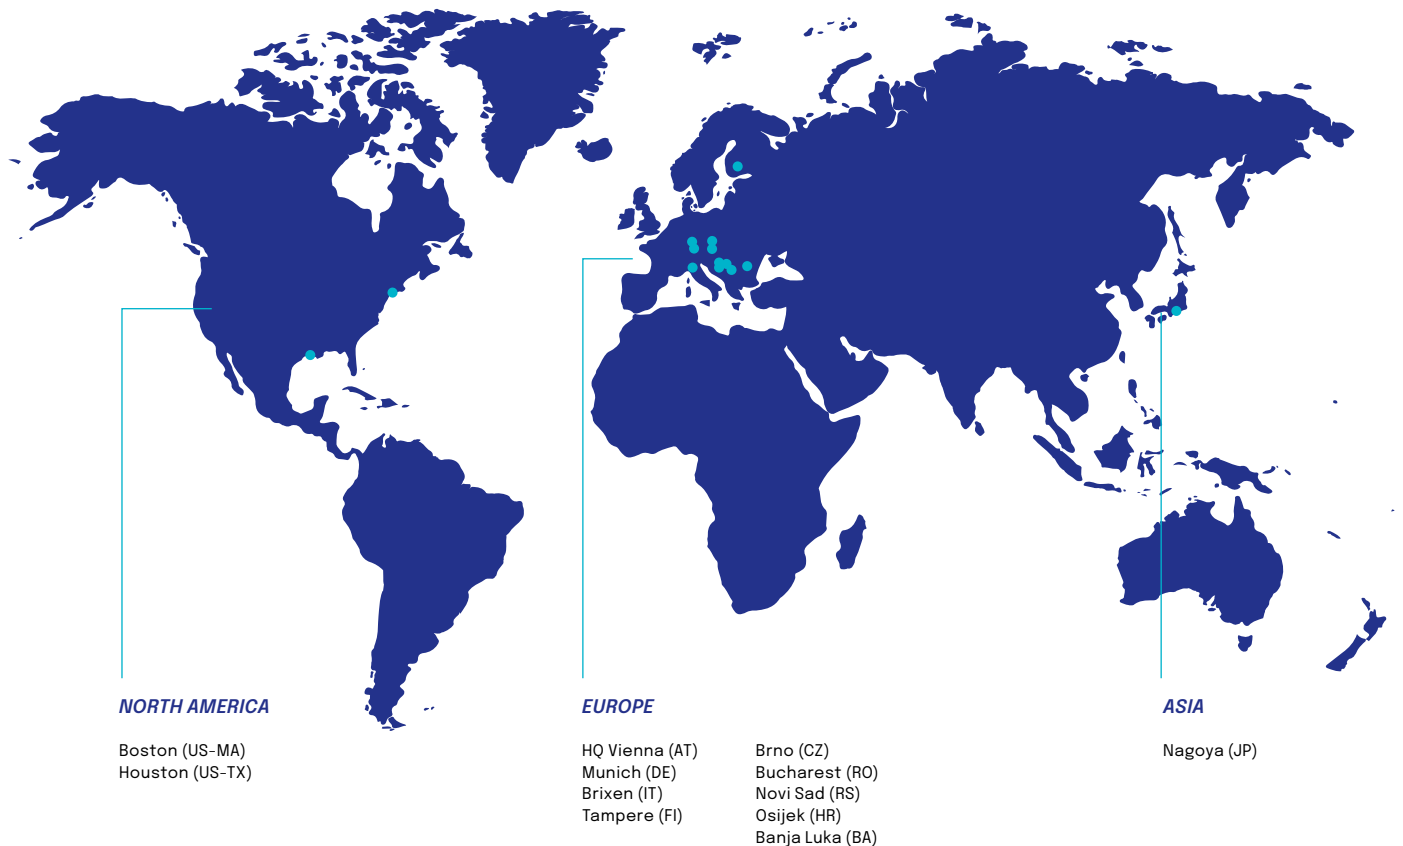 NORTH AMERICA
Boston (US-MA)
Houston (US-TX)
EUROPE
HQ Vienna (AT)
Munich (DE)
Brixen (IT)
Tampere (FI)
Brno (CZ)
Bucharest (RO)
Novi Sad (RS)
Osijek (HR)
Banja Luka (BA)
ASIA
Nagoya (JP)